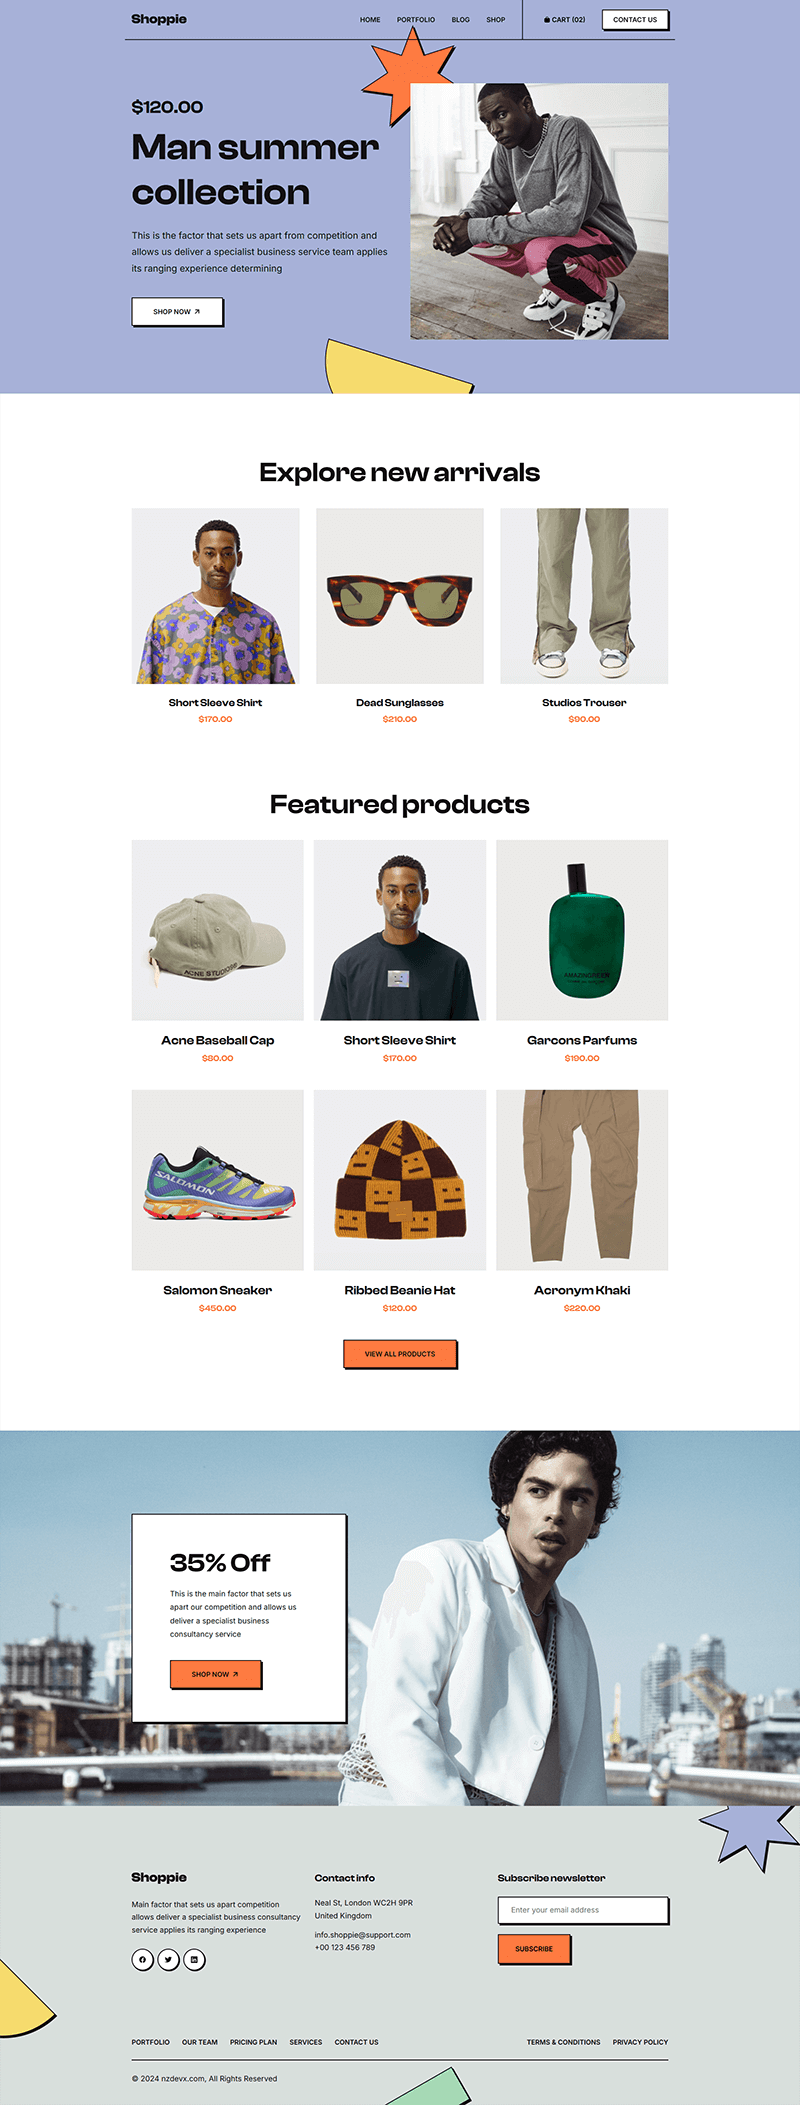 Shoppie
HOME PORTFOLIO BLOG SHOP CART (02) CONTACT US
$120.00
Man summer
collection
This is the factor that sets us apart from competition and
allows us deliver a specialist business service team applies
its ranging experience determining
SHOP NOW
Explore new arrivals
Short Sleeve Shirt
$170.00
Dead Sunglasses
$210.00
Studios Trouser
$90.00
Featured products
ACNE STUDIOS
AMAZINGREEN
Acne Baseball Cap
$80.00
Short Sleeve Shirt
$170.00
Garcons Parfums
$190.00
SALOMON
Salomon Sneaker
$450.00
Ribbed Beanie Hat
$120.00
Acronym Khaki
$220.00
VIEW ALL PRODUCTS
35% Off
This is the main factor that sets us
apart our competition and allows us
deliver a specialist business
consultancy service
SHOP NOW
Shoppie
Main factor that sets us apart competition
allows deliver a specialist business consultancy
service applies its ranging experience
Contact info
Neal St, London WC2H 9PR
United Kingdom
info.shoppie@support.com
+00 123 456 789
Subscribe newsletter
Enter your email address
SUBSCRIBE
PORTFOLIO OUR TEAM PRICING PLAN SERVICES CONTACT US
TERMS & CONDITIONS PRIVACY POLICY
© 2024 nzdevx.com, All Rights Reserved